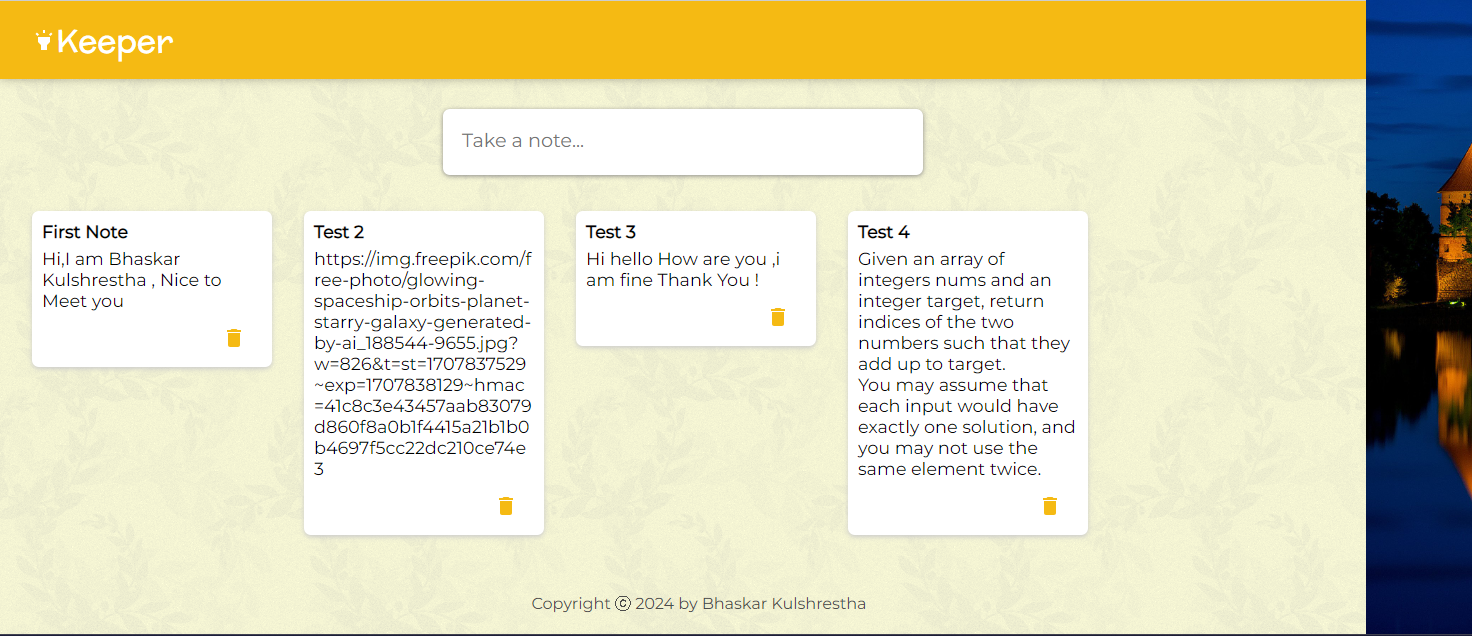 Keeper
Take a note...
First Note
Hi,I am Bhaskar
Kulshrestha , Nice to
Meet you
Test 2
https://img.freepik.com/f
ree-photo/glowing-
spaceship-orbits-planet-
starry-galaxy-generated-
by-ai_188544-9655.jpg?
w=826&t=st=1707837529
~exp=1707838129~hmac
=41c8c3e43457aab83079
d860f8a0b1f4415a21b1b0
b4697f5cc22dc210ce74e
3
Test 3
Hi hello How are you ,i
am fine Thank You !
Test 4
Given an array of
integers nums and an
integer target, return
indices of the two
numbers such that they
add up to target.
You may assume that
each input would have
exactly one solution, and
you may not use the
same element twice.
Copyright ⓒ 2024 by Bhaskar Kulshrestha